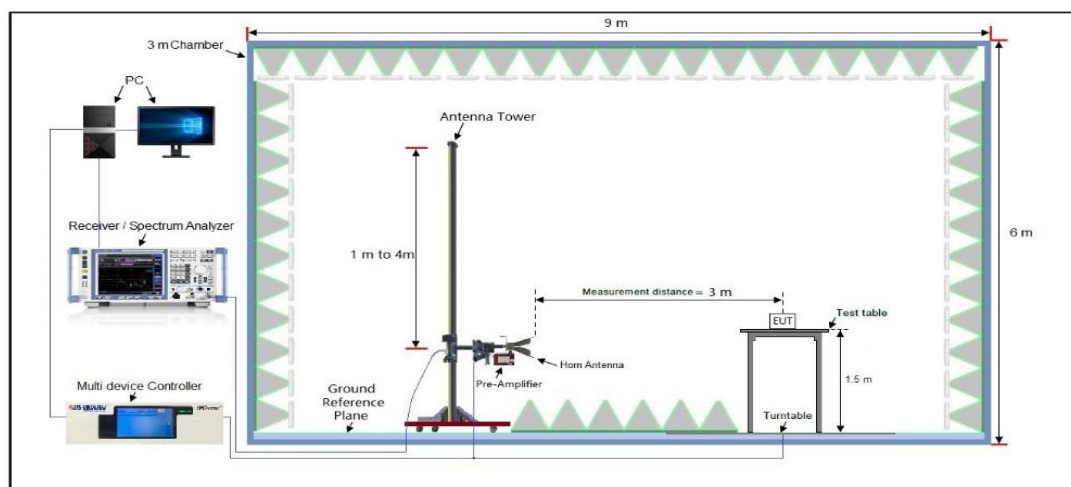 9 m
3 m Chamber
PC
Antenna Tower
Receiver / Spectrum Analyzer
1 m to 4m
6 m
Measurement distance = 3 m
EUT
Test table
Horn Antenna
Pre-Amplifier
1.5 m
Multi device Controller
Ground
Reference
Plane
Turntable